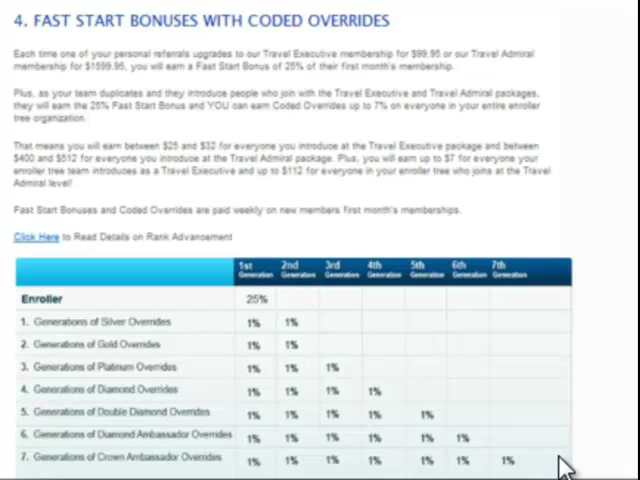 4. FAST START BONUSES WITH CODED OVERRIDES
Each time one of your personal referrals upgrades to our Travel Executive membership for $99.95 or our Travel Admiral
membership for $1599.95, you will earn a Fast Start Bonus of 25% of their first month's membership.
Plus, as your team duplicates and they introduce people who join with the Travel Executive and Travel Admiral packages,
they will earn the 25% Fast Start Bonus and YOU can earn Coded Overrides up to 7% on everyone in your entire enroller
tree organization.
That means you will earn between $25 and $32 for everyone you introduce at the Travel Executive package and between
$400 and $512 for everyone you introduce at the Travel Admiral package. Plus, you will earn up to $7 for everyone your
enroller tree team introduces as a Travel Executive and up to $112 for everyone in your enroller tree who joins at the Travel
Admiral level!
Fast Start Bonuses and Coded Overrides are paid weekly on new members first month's memberships.
Click Here to Read Details on Rank Advancement
1st 2nd 3rd 4th 5th 6th 7th
Generation Generation Generation Generation Generation Generation Generation
Enroller 25%
1. Generations of Silver Overrides 1% 1%
2. Generations of Gold Overrides 1% 1%
3. Generations of Platinum Overrides 1% 1% 1%
4. Generations of Diamond Overrides 1% 1% 1% 1%
5. Generations of Double Diamond Overrides 1% 1% 1% 1% 1%
6. Generations of Diamond Ambassador Overrides 1% 1% 1% 1% 1% 1%
7. Generations of Crown Ambassador Overrides 1% 1% 1% 1% 1% 1% 1%